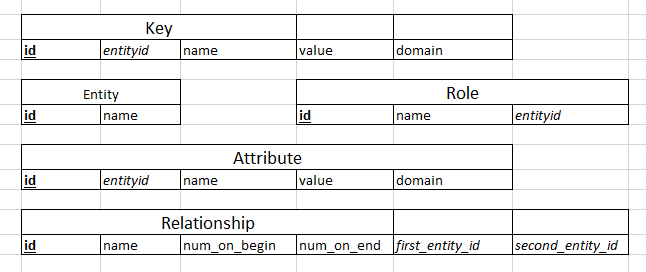 Key
id entityid name value domain
Entity Role
id name id name entityid
Attribute
id entityid name value domain
Relationship
id name num_on_begin num_on_end first_entity_id second_entity_id